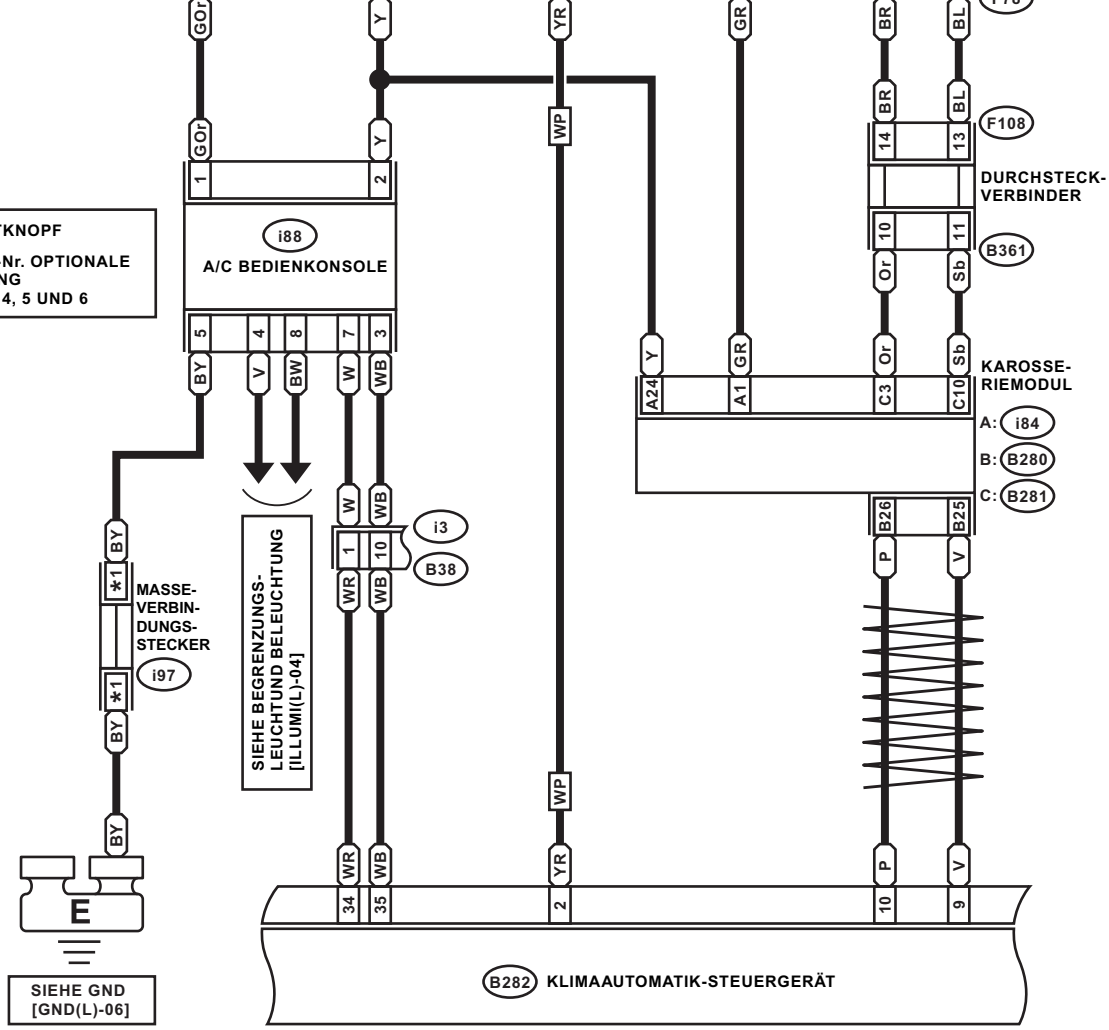 GOr
Y
YR
GR
BR
BL
GOr
Y
WP
BR
BL
F108
14
13
1
2
DURCHSTECK-
VERBINDER
TKNOPF
-Nr. OPTIONALE
NG
4, 5 UND 6
i88
A/C BEDIENKONSOLE
10
11
B361
Or
Sb
5
4
8
7
3
BY
V
BW
W
WB
Y
GR
Or
Sb
A24
A1
C3
C10
KAROSSE-
RIEMODUL
A: i84
B: B280
C: B281
W
WB
i3
1
10
B38
WR
WB
B26
B25
P
V
BY
*1
MASSE-
VERBIN-
DUNGS-
STECKER
i97
*1
BY
SIEHE BEGRENZUNGS-
LEUCHTUND BELEUCHTUNG
[ILLUMI(L)-04]
WP
BY
WR
WB
YR
P
V
E
34
35
2
10
9
SIEHE GND
[GND(L)-06]
B282 KLIMAAUTOMATIK-STEUERGERÄT